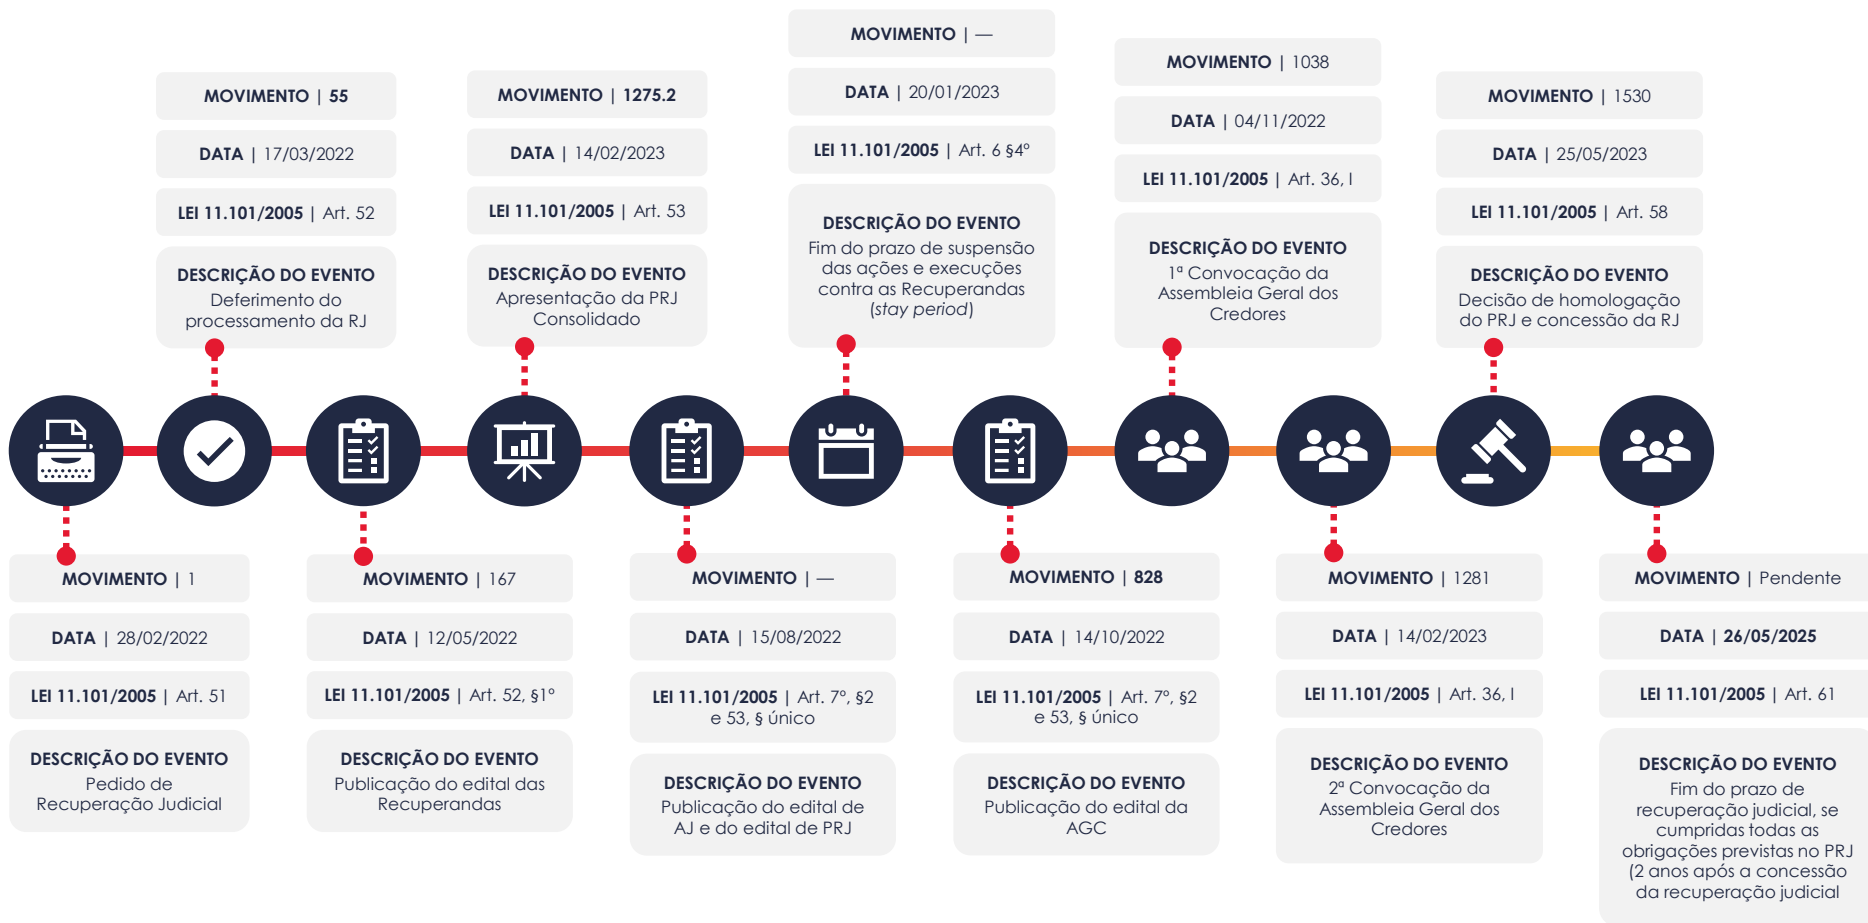 MOVIMENTO | 1
DATA | 28/02/2022
LEI 11.101/2005 | Art. 51
DESCRIÇÃO DO EVENTO
Pedido de
Recuperação Judicial
MOVIMENTO | 55
DATA | 17/03/2022
LEI 11.101/2005 | Art. 52
DESCRIÇÃO DO EVENTO
Deferimento do
processamento da RJ
MOVIMENTO | 167
DATA | 12/05/2022
LEI 11.101/2005 | Art. 52, §1º
DESCRIÇÃO DO EVENTO
Publicação do edital das
Recuperandas
MOVIMENTO | 1275.2
DATA | 14/02/2023
LEI 11.101/2005 | Art. 53
DESCRIÇÃO DO EVENTO
Apresentação da PRJ
Consolidado
MOVIMENTO | —
DATA | 15/08/2022
LEI 11.101/2005 | Art. 7º, §2
e 53, § único
DESCRIÇÃO DO EVENTO
Publicação do edital de
AJ e do edital de PRJ
MOVIMENTO | —
DATA | 20/01/2023
LEI 11.101/2005 | Art. 6 §4º
DESCRIÇÃO DO EVENTO
Fim do prazo de suspensão
das ações e execuções
contra as Recuperandas
(stay period)
MOVIMENTO | 828
DATA | 14/10/2022
LEI 11.101/2005 | Art. 7º, §2
e 53, § único
DESCRIÇÃO DO EVENTO
Publicação do edital da
AGC
MOVIMENTO | 1038
DATA | 04/11/2022
LEI 11.101/2005 | Art. 36, I
DESCRIÇÃO DO EVENTO
1ª Convocação da
Assembleia Geral dos
Credores
MOVIMENTO | 1281
DATA | 14/02/2023
LEI 11.101/2005 | Art. 36, I
DESCRIÇÃO DO EVENTO
2ª Convocação da
Assembleia Geral dos
Credores
MOVIMENTO | 1530
DATA | 25/05/2023
LEI 11.101/2005 | Art. 58
DESCRIÇÃO DO EVENTO
Decisão de homologação
do PRJ e concessão da RJ
MOVIMENTO | Pendente
DATA | 26/05/2025
LEI 11.101/2005 | Art. 61
DESCRIÇÃO DO EVENTO
Fim do prazo de
recuperação judicial, se
cumpridas todas as
obrigações previstas no PRJ
(2 anos após a concessão
da recuperação judicial